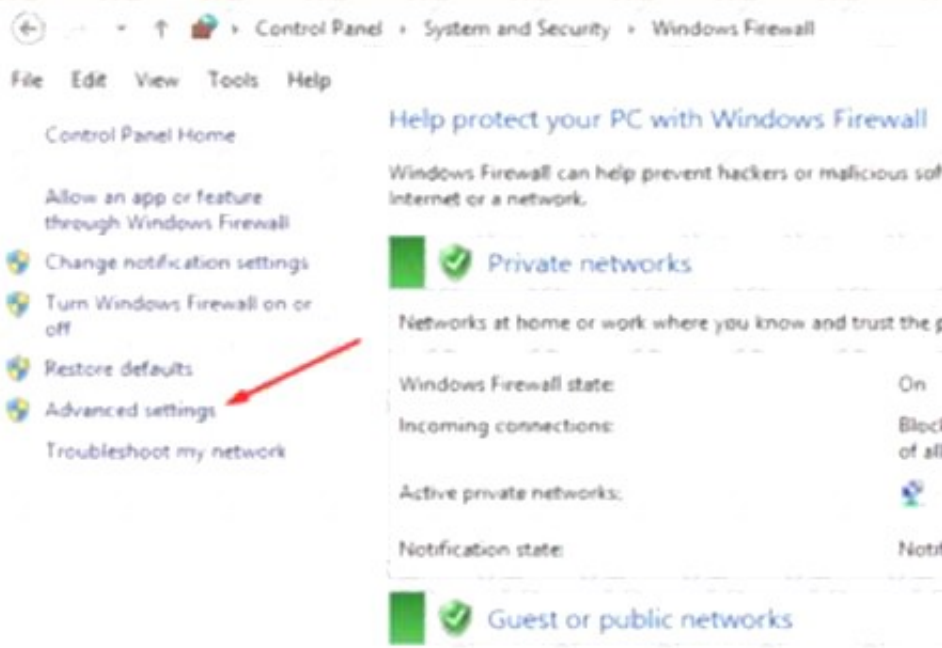 Control Panel › System and Security › Windows Firewall
File Edit View Tools Help
Control Panel Home
Allow an app or feature
through Windows Firewall
Change notification settings
Turn Windows Firewall on or
off
Restore defaults
Advanced settings
Troubleshoot my network
Help protect your PC with Windows Firewall
Windows Firewall can help prevent hackers or malicious sof
Internet or a network.
Private networks
Networks at home or work where you know and trust the p
Windows Firewall state: On
Incoming connections: Block
of all
Active private networks:
Notification state: Notif
Guest or public networks